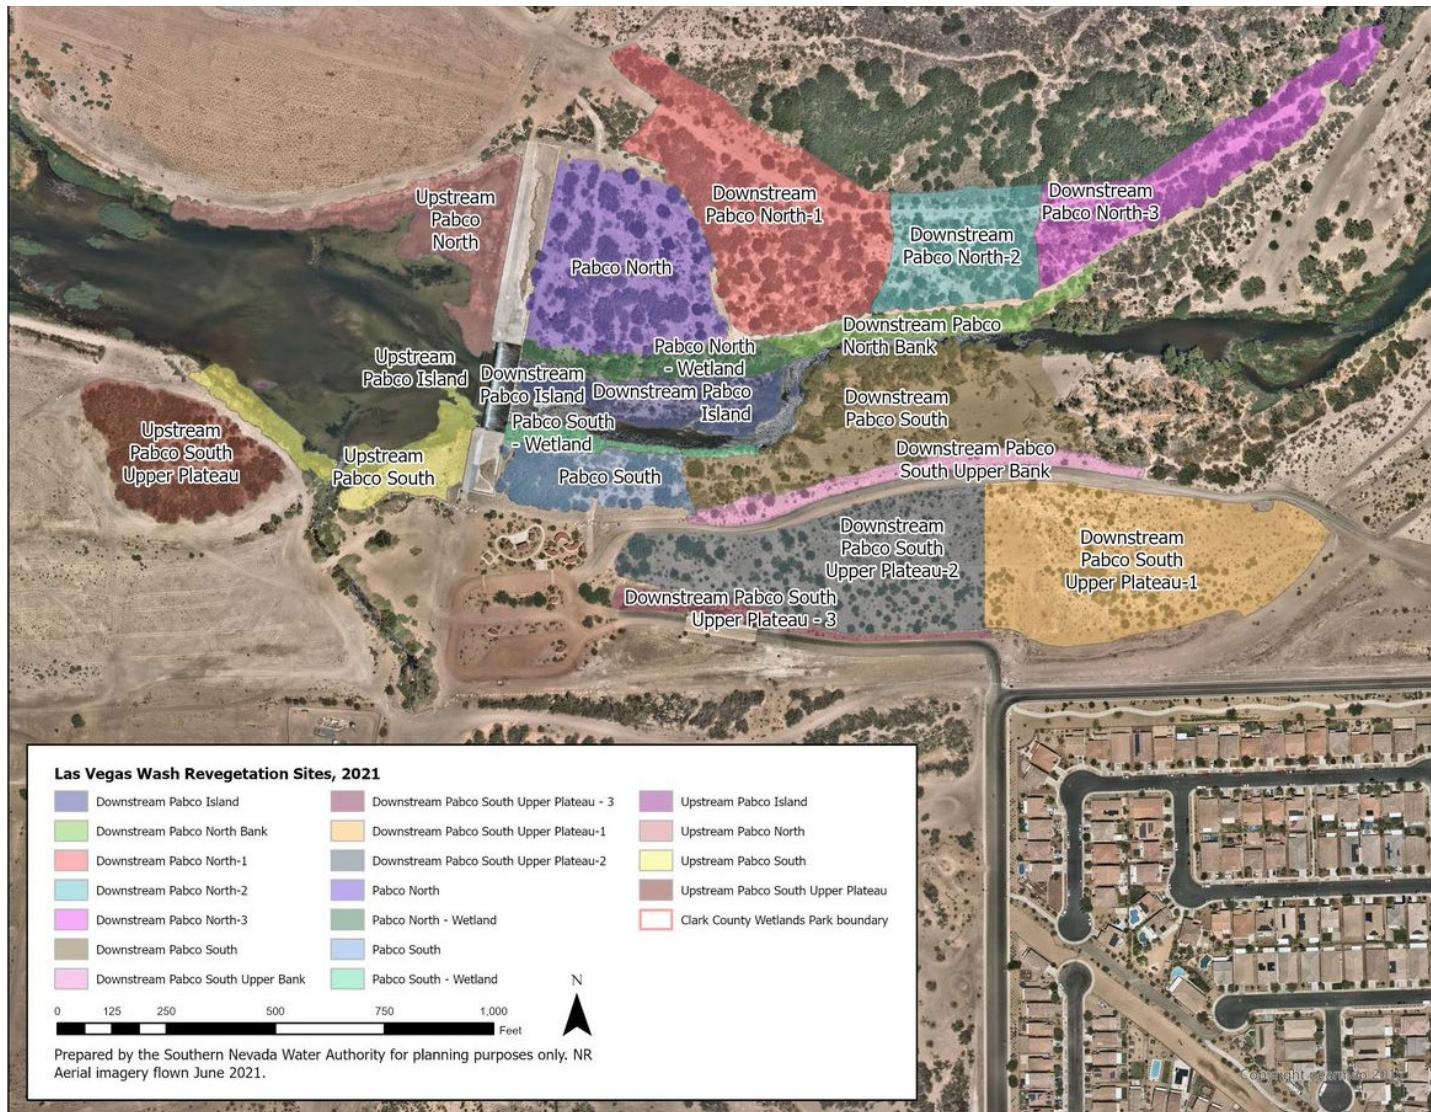 Upstream
Pabco
North
Pabco North
Downstream
Pabco North-1
Downstream
Pabco North-2
Downstream
Pabco North-3
Downstream Pabco
North Bank
Pabco North
- Wetland
Upstream
Pabco Island
Downstream
Pabco Island
Downstream Pabco
Island
Pabco South
- Wetland
Downstream
Pabco South
Upstream
Pabco South
Upper Plateau
Upstream
Pabco South
Pabco South
Downstream Pabco
South Upper Bank
Downstream
Pabco South
Upper Plateau-2
Downstream
Pabco South
Upper Plateau-1
Downstream Pabco South
Upper Plateau - 3
Las Vegas Wash Revegetation Sites, 2021
Downstream Pabco Island
Downstream Pabco North Bank
Downstream Pabco North-1
Downstream Pabco North-2
Downstream Pabco North-3
Downstream Pabco South
Downstream Pabco South Upper Bank
Downstream Pabco South Upper Plateau - 3
Downstream Pabco South Upper Plateau-1
Downstream Pabco South Upper Plateau-2
Pabco North
Pabco North - Wetland
Pabco South
Pabco South - Wetland
Upstream Pabco Island
Upstream Pabco North
Upstream Pabco South
Upstream Pabco South Upper Plateau
Clark County Wetlands Park boundary
N
0 125 250 500 750 1,000
Feet
Prepared by the Southern Nevada Water Authority for planning purposes only. NR
Aerial imagery flown June 2021.
Copyright nearmap